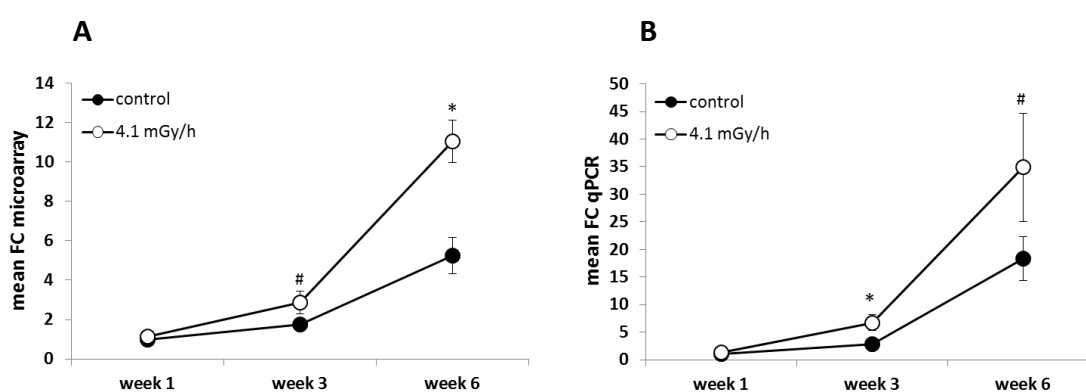 A
mean FC microarray
14
12
10
8
6
4
2
0
control
4.1 mGy/h
#
*
week 1
week 3
week 6
B
mean FC qPCR
50
45
40
35
30
25
20
15
10
5
0
control
4.1 mGy/h
*
#
week 1
week 3
week 6